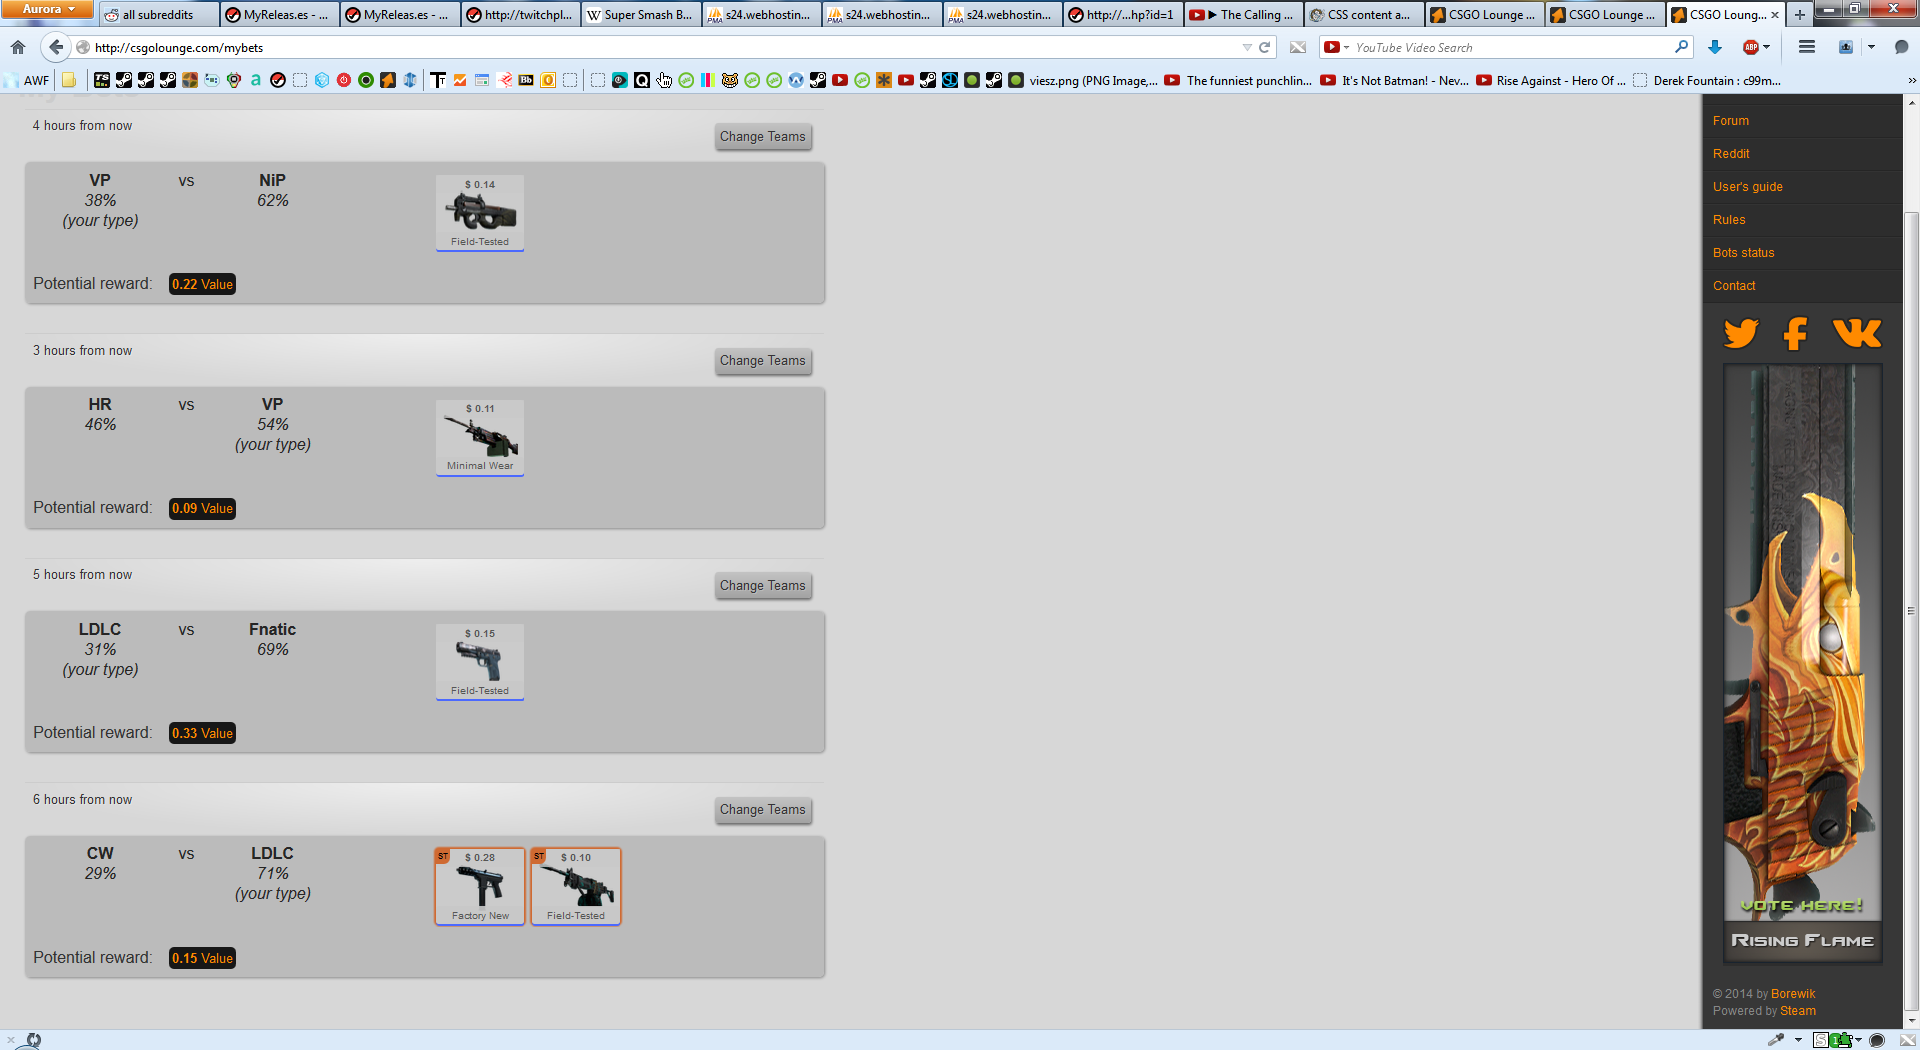 Aurora
all subreddits
MyReleas.es - ...
MyReleas.es - ...
http://twitchpl...
Super Smash B...
s24.webhostin...
s24.webhostin...
s24.webhostin...
http://...hp?id=1
► The Calling ...
CSS content a...
CSGO Lounge ...
CSGO Lounge ...
CSGO Loung...
http://csgolounge.com/mybets
YouTube Video Search
ABP
AWF
viesz.png (PNG Image,...
The funniest punchlin...
It's Not Batman! - Nev...
Rise Against - Hero Of ...
Derek Fountain : c99m...
4 hours from now
Change Teams
VP vs NiP
38% 62%
(your type)
$ 0.14
Field-Tested
Potential reward: 0.22 Value
3 hours from now
Change Teams
HR vs VP
46% 54%
(your type)
$ 0.11
Minimal Wear
Potential reward: 0.09 Value
5 hours from now
Change Teams
LDLC vs Fnatic
31% 69%
(your type)
$ 0.15
Field-Tested
Potential reward: 0.33 Value
6 hours from now
Change Teams
CW vs LDLC
29% 71%
(your type)
ST $ 0.28
Factory New
ST $ 0.10
Field-Tested
Potential reward: 0.15 Value
Forum
Reddit
User's guide
Rules
Bots status
Contact
VOTE HERE!
RISING FLAME
© 2014 by Borewik
Powered by Steam